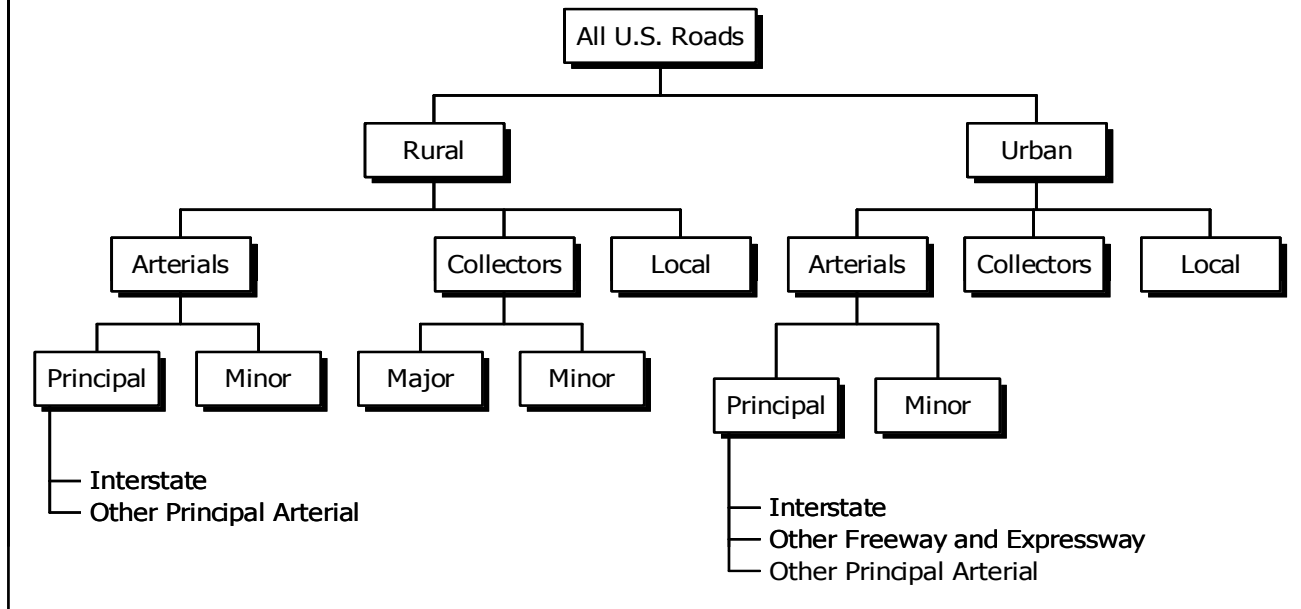 All U.S. Roads
Rural
Urban
Arterials
Collectors
Local
Arterials
Collectors
Local
Principal
Minor
Major
Minor
Principal
Minor
Interstate
Other Principal Arterial
Interstate
Other Freeway and Expressway
Other Principal Arterial